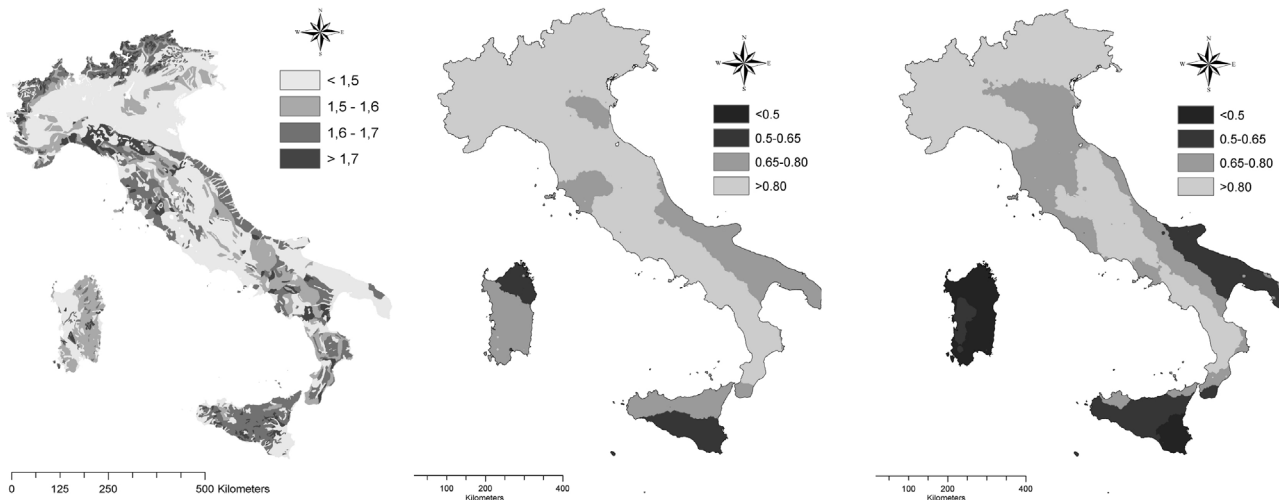 N
W E
S
< 1,5
1,5 - 1,6
1,6 - 1,7
> 1,7
0 125 250 500 Kilometers
N
W E
S
<0.5
0.5-0.65
0.65-0.80
>0.80
100 200 400
Kilometers
N
W E
S
<0.5
0.5-0.65
0.65-0.80
>0.80
100 200 400
Kilometers